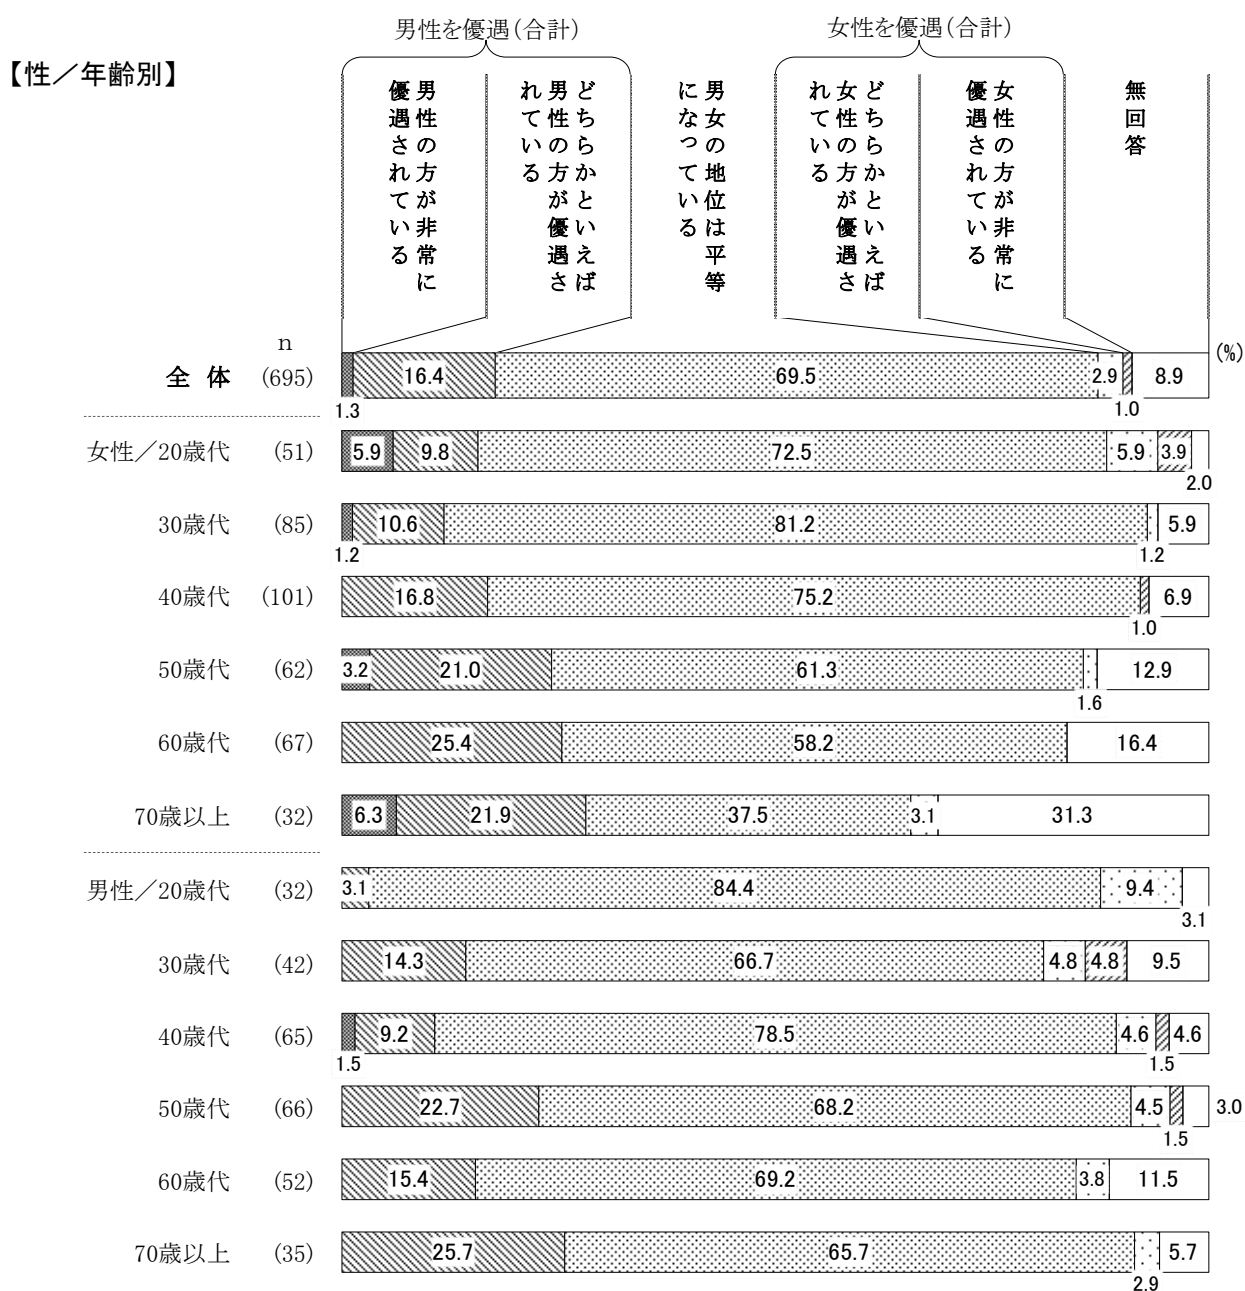 男性を優遇(合計)
女性を優遇(合計)
【性／年齢別】
男性の方が非常に
優遇されている
どちらかといえば
男性の方が優遇さ
れている
男女の地位は平等
になっている
どちらかといえば
女性の方が優遇さ
れている
女性の方が非常に
優遇されている
無回答
n
(%)
全 体 (695) 16.4 69.5 2.9 8.9
1.3 1.0
女性／20歳代 (51) 5.9 9.8 72.5 5.9 3.9
2.0
30歳代 (85) 10.6 81.2 5.9
1.2 1.2
40歳代 (101) 16.8 75.2 6.9
1.0
50歳代 (62) 3.2 21.0 61.3 12.9
1.6
60歳代 (67) 25.4 58.2 16.4
70歳以上 (32) 6.3 21.9 37.5 3.1 31.3
男性／20歳代 (32) 3.1 84.4 9.4
3.1
30歳代 (42) 14.3 66.7 4.8 4.8 9.5
40歳代 (65) 9.2 78.5 4.6 4.6
1.5 1.5
50歳代 (66) 22.7 68.2 4.5 3.0
1.5
60歳代 (52) 15.4 69.2 3.8 11.5
70歳以上 (35) 25.7 65.7 5.7
2.9